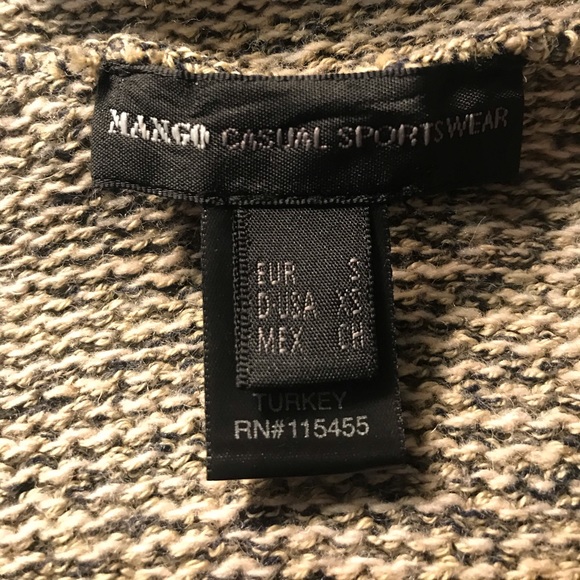 MANGO CASUAL SPORTSWEAR
EUR S
D-USA XS
MEX CH
TURKEY
RN#115455